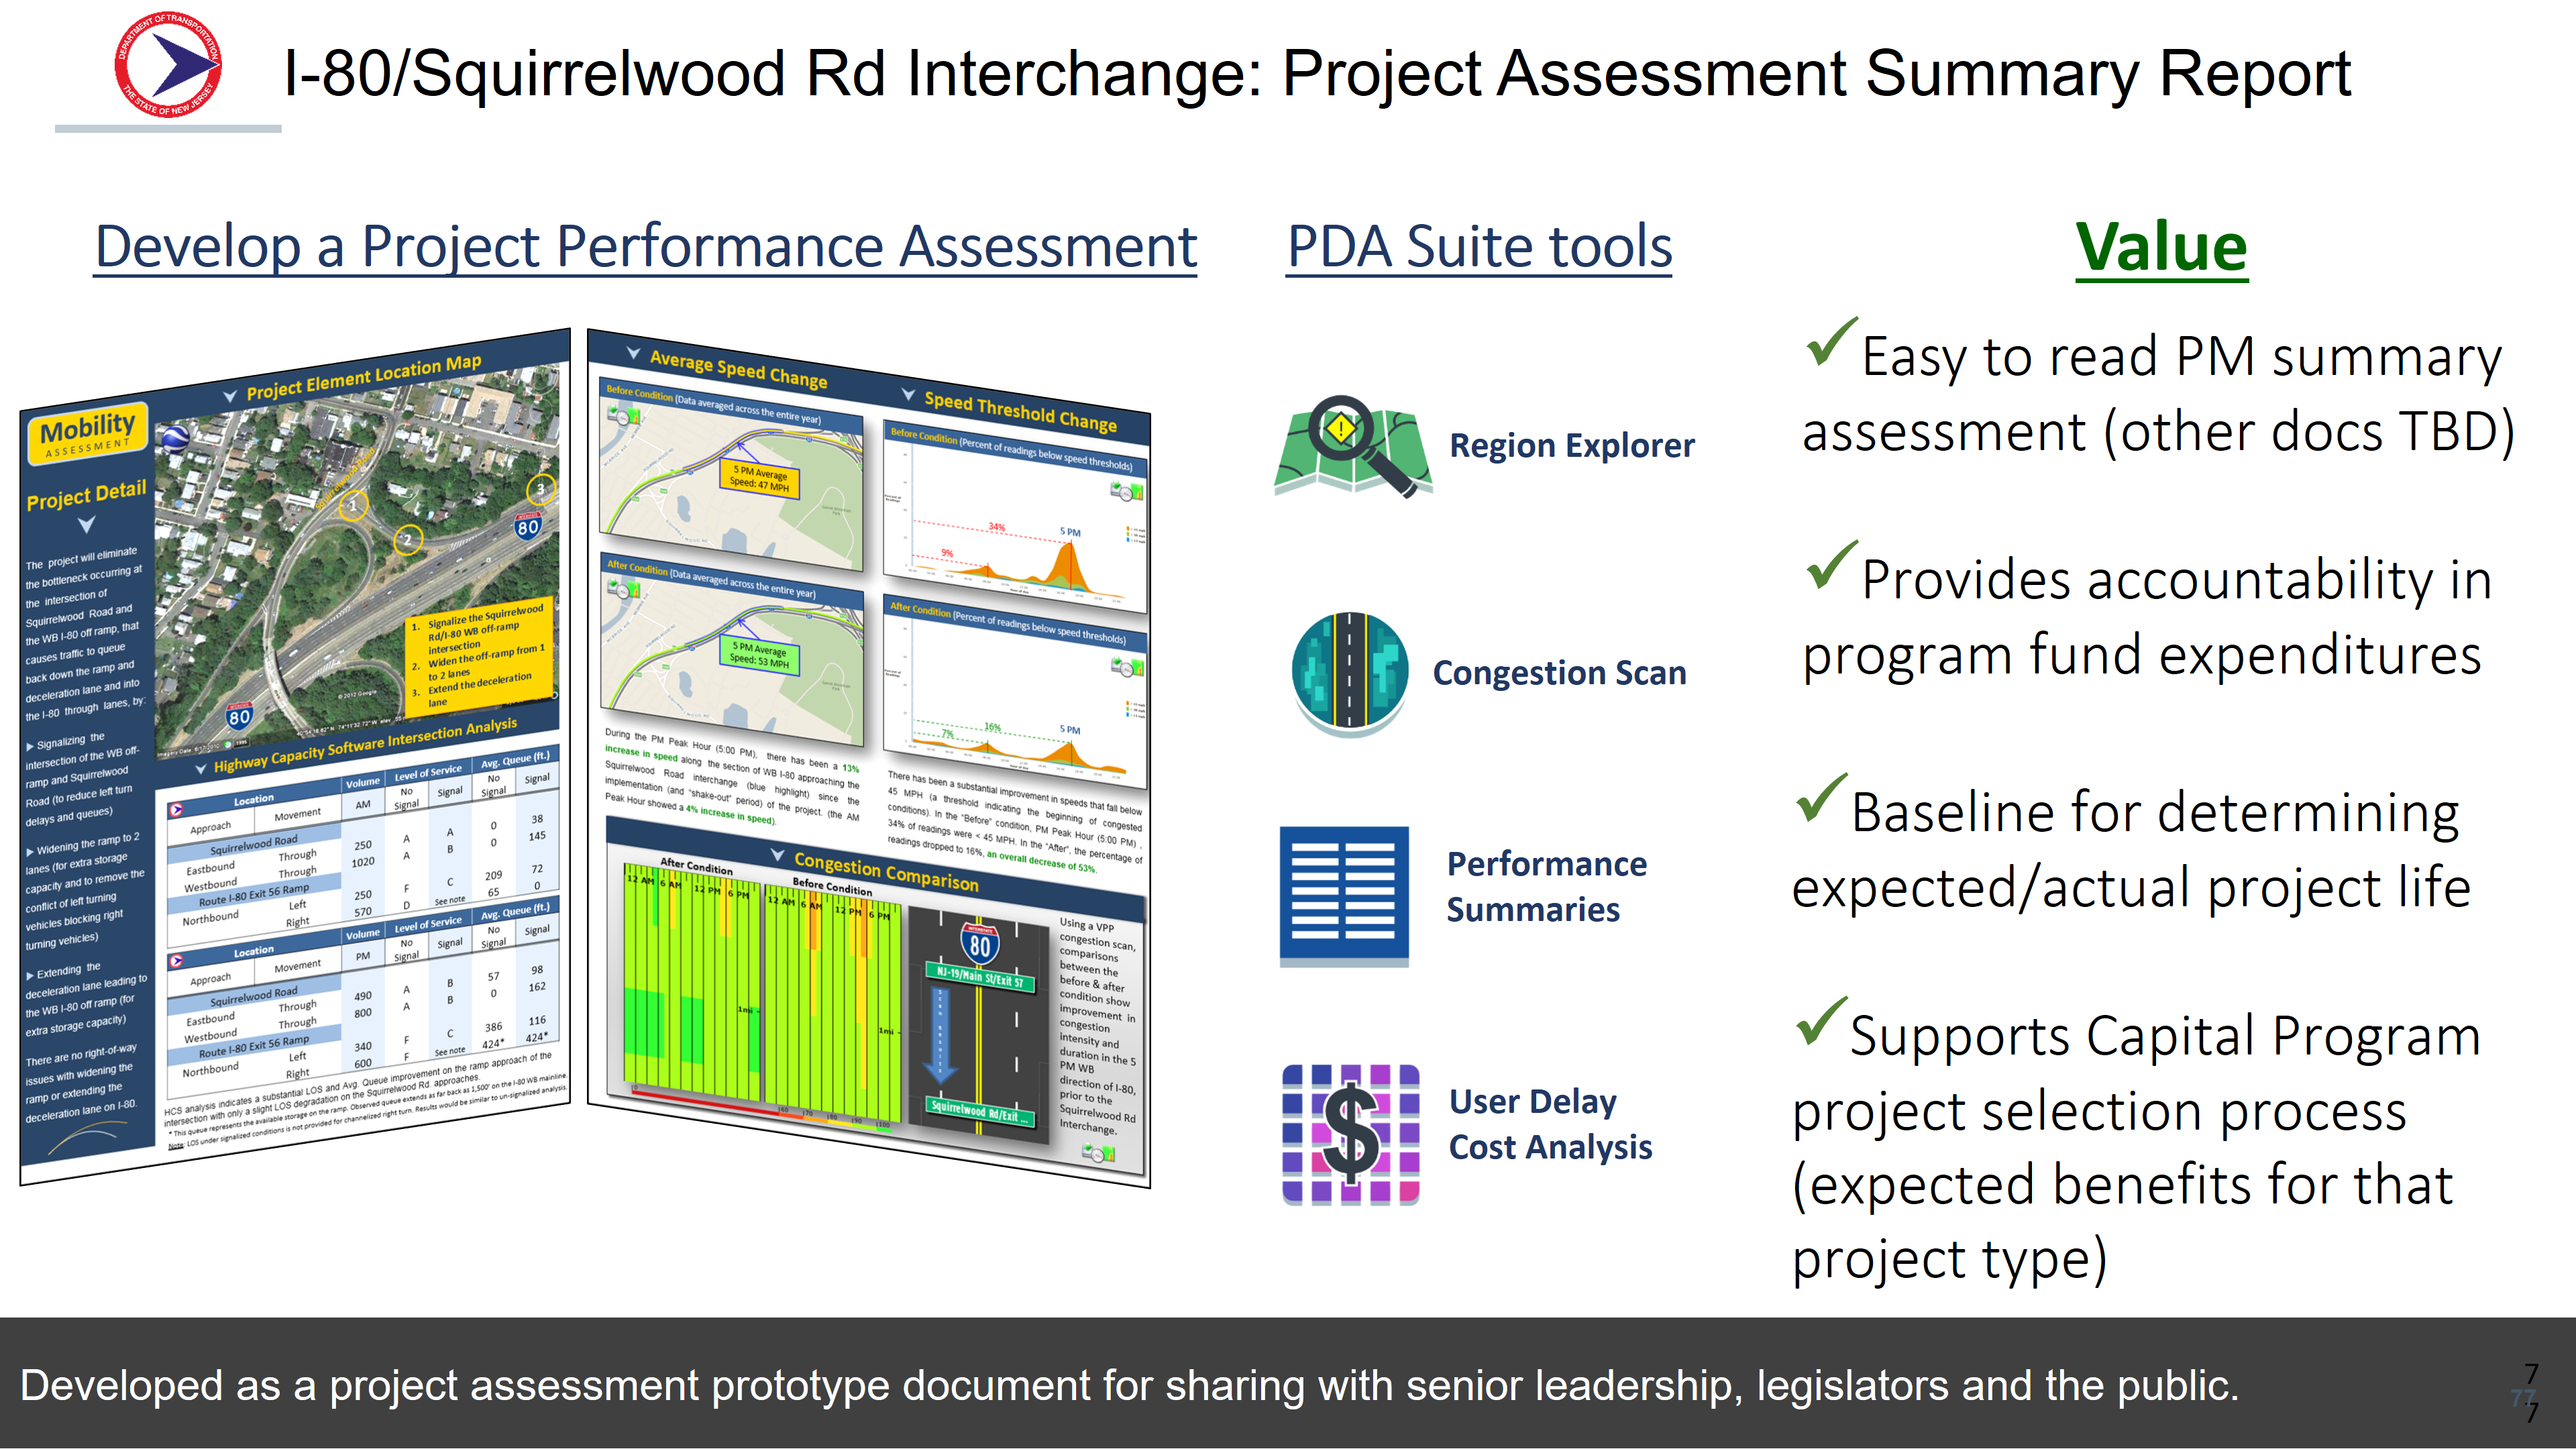 DEPARTMENT OF TRANSPORTATION
THE STATE OF NEW JERSEY
I-80/Squirrelwood Rd Interchange: Project Assessment Summary Report
Develop a Project Performance Assessment
Mobility
ASSESSMENT
Project Detail
The project will eliminate
the bottleneck occurring at
the intersection of
Squirrelwood Road and
the WB I-80 off ramp, that
causes traffic to queue
back down the ramp and
deceleration lane and into
the I-80 through lanes, by:
Signalizing the
intersection of the WB off-
ramp and Squirrelwood
Road (to reduce left turn
delays and queues)
Widening the ramp to 2
lanes (for extra storage
capacity and to remove the
conflict of left turning
vehicles blocking right
turning vehicles)
Extending the
deceleration lane leading to
the WB I-80 off ramp (for
extra storage capacity)
There are no right-of-way
issues with widening the
ramp or extending the
deceleration lane on I-80.
Project Element Location Map
Squirrelwood Road
1
2
3
80
80
© 2012 Google
1. Signalize the Squirrelwood
Rd/I-80 WB off-ramp
intersection
2. Widen the off-ramp from 1
to 2 lanes
3. Extend the deceleration
lane
Highway Capacity Software Intersection Analysis
Location Volume Level of Service Avg. Queue (ft.)
Approach Movement AM No Signal Signal No Signal Signal
Squirrelwood Road
Eastbound Through 250 A A 0 38
Westbound Through 1020 A B 0 145
Route I-80 Exit 56 Ramp
Northbound Left 250 F C 209 72
Right 570 D See note 65 0
Location Volume Level of Service Avg. Queue (ft.)
Approach Movement PM No Signal Signal No Signal Signal
Squirrelwood Road
Eastbound Through 490 A B 57 98
Westbound Through 800 A B 0 162
Route I-80 Exit 56 Ramp
Northbound Left 340 F C 386 116
Right 600 F See note 424* 424*
HCS analysis indicates a substantial LOS and Avg. Queue improvement on the ramp approach of the
intersection with only a slight LOS degradation on the Squirrelwood Rd. approaches.
* This queue represents the available storage on the ramp. Observed queue extends as far back as 1,500' on the I-80 WB mainline.
Note: LOS under signalized conditions is not provided for channelized right turn. Results would be similar to un-signalized analysis.
Average Speed Change
Before Condition (Data averaged across the entire year)
5 PM Average
Speed: 47 MPH
After Condition (Data averaged across the entire year)
5 PM Average
Speed: 53 MPH
During the PM Peak Hour (5:00 PM), there has been a 13%
increase in speed along the section of WB I-80 approaching the
Squirrelwood Road interchange (blue highlight) since the
implementation (and "shake-out" period) of the project. (the AM
Peak Hour showed a 4% increase in speed).
Speed Threshold Change
Before Condition (Percent of readings below speed thresholds)
34%
9%
5 PM
After Condition (Percent of readings below speed thresholds)
16%
7%
5 PM
There has been a substantial improvement in speeds that fall below
45 MPH (a threshold indicating the beginning of congested
conditions). In the "Before" condition, PM Peak Hour (5:00 PM) ,
34% of readings were < 45 MPH. In the "After", the percentage of
readings dropped to 16%, an overall decrease of 53%.
Congestion Comparison
After Condition
12 AM 6 AM 12 PM 6 PM
1mi
Before Condition
12 AM 6 AM 12 PM 6 PM
1mi
INTERSTATE
80
NJ-19/Main St/Exit 57
Squirrelwood Rd/Exit ...
Using a VPP
congestion scan,
comparisons
between the
before & after
condition show
improvement in
congestion
intensity and
duration in the 5
PM WB
direction of I-80,
prior to the
Squirrelwood Rd
Interchange.
PDA Suite tools
Region Explorer
Congestion Scan
Performance
Summaries
$
User Delay
Cost Analysis
Value
✓Easy to read PM summary
assessment (other docs TBD)
✓Provides accountability in
program fund expenditures
✓Baseline for determining
expected/actual project life
✓Supports Capital Program
project selection process
(expected benefits for that
project type)
Developed as a project assessment prototype document for sharing with senior leadership, legislators and the public.
7
77
7